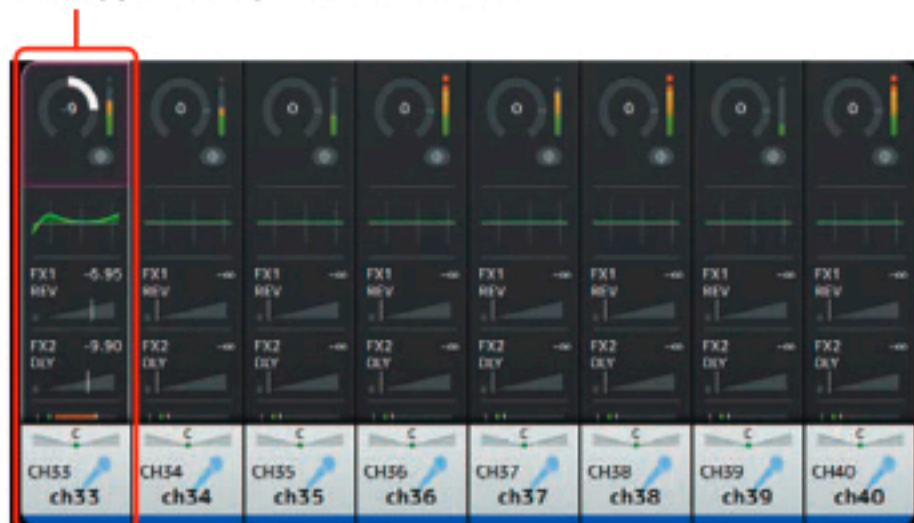 -9 0 0 0 0 0 0 0
FX1 -6.95 FX1 -∞ FX1 -∞ FX1 -∞ FX1 -∞ FX1 -∞ FX1 -∞ FX1 -∞
REV REV REV REV REV REV REV REV
FX2 -9.90 FX2 -∞ FX2 -∞ FX2 -∞ FX2 -∞ FX2 -∞ FX2 -∞ FX2 -∞
DLY DLY DLY DLY DLY DLY DLY DLY
C C C C C C C C
CH33 CH34 CH35 CH36 CH37 CH38 CH39 CH40
ch33 ch34 ch35 ch36 ch37 ch38 ch39 ch40